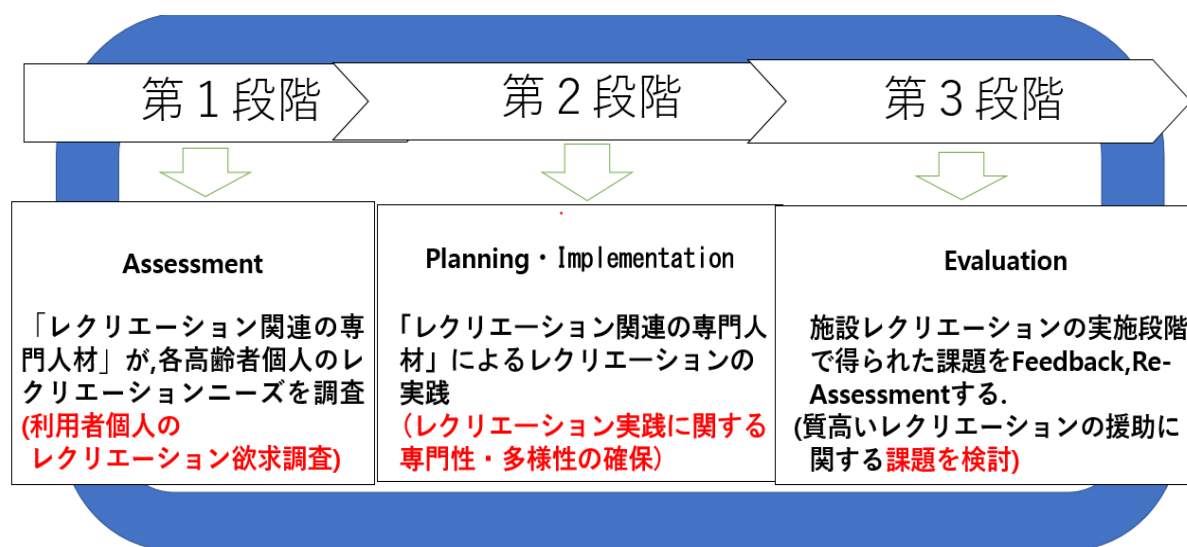 第１段階
第２段階
第３段階
Assessment
「レクリエーション関連の専
門人材」が,各高齢者個人のレ
クリエーションニーズを調査
(利用者個人の
レクリエーション欲求調査)
Planning・Implementation
「レクリエーション関連の専門人
材」によるレクリエーションの
実践
（レクリエーション実践に関する
専門性・多様性の確保）
Evaluation
施設レクリエーションの実施段階
で得られた課題をFeedback,Re-
Assessmentする.
(質高いレクリエーションの援助に
関する課題を検討)